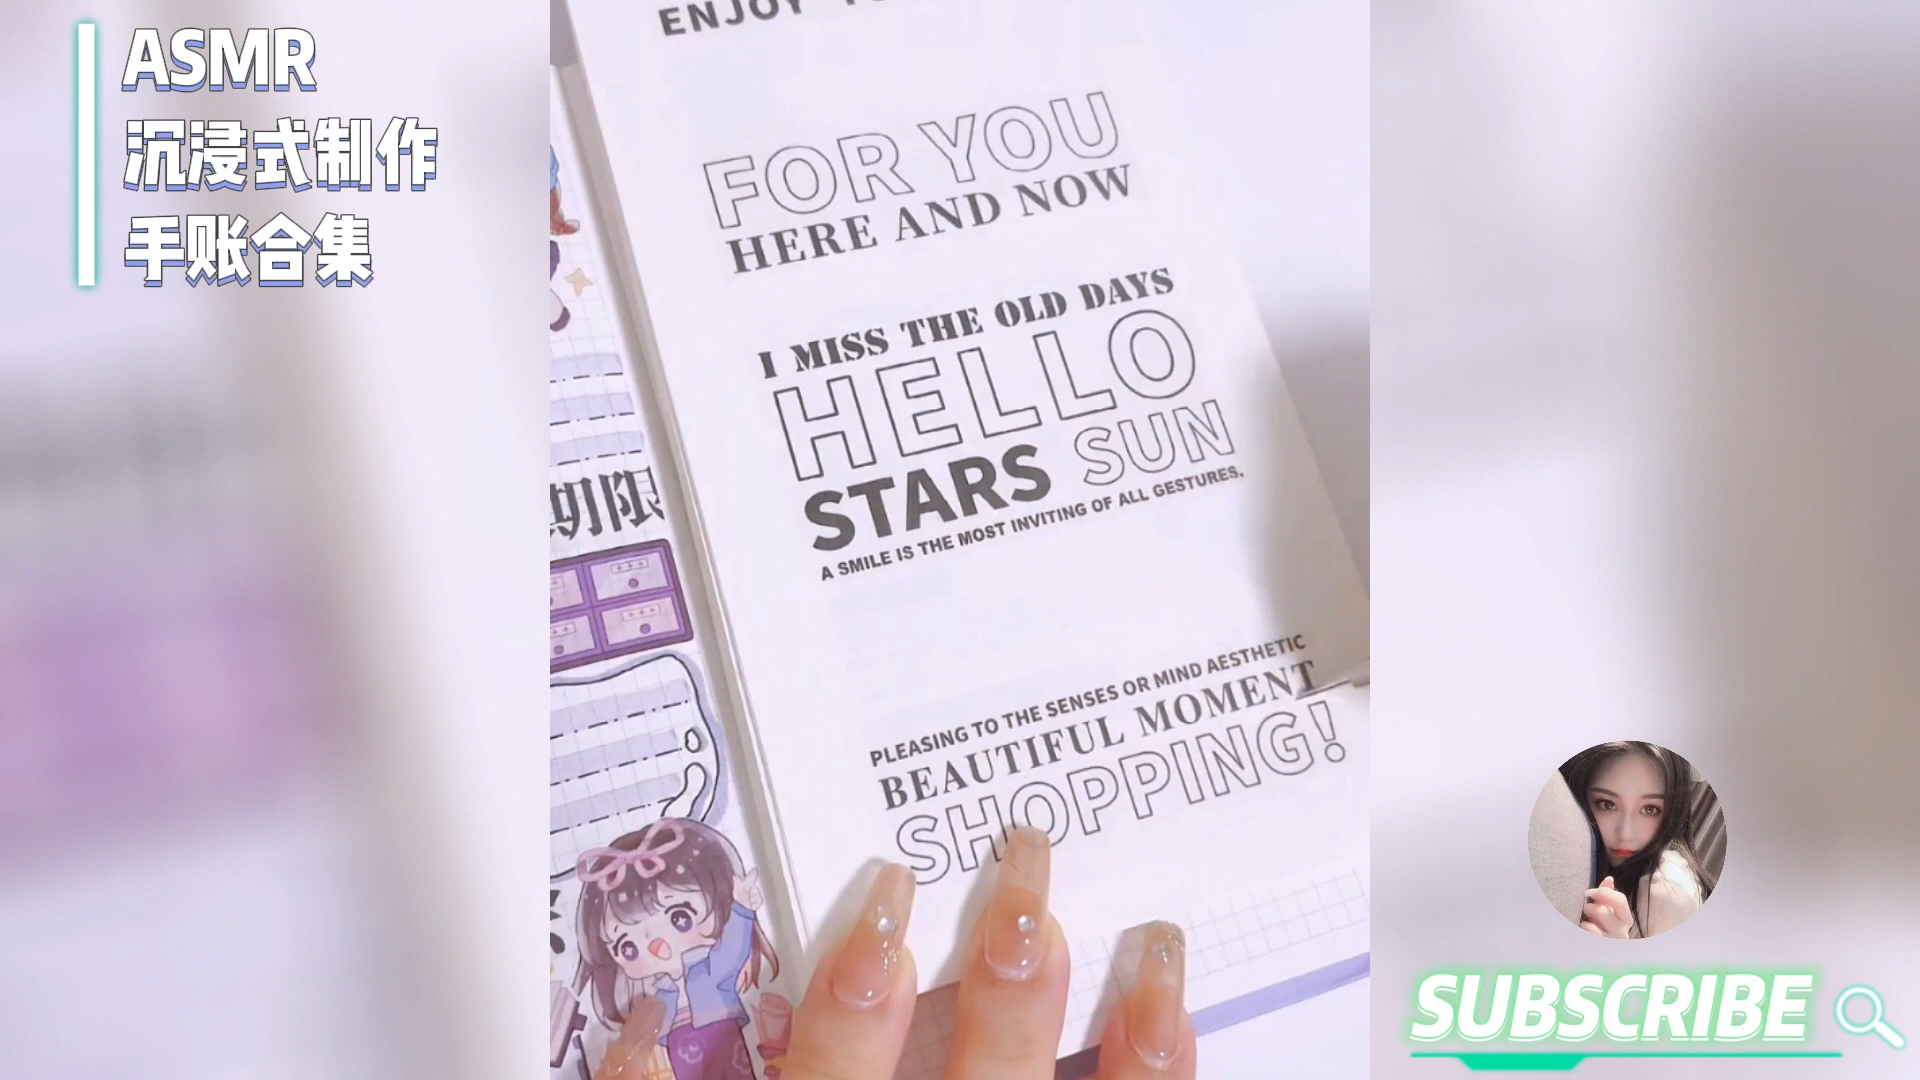 ASMR
沉浸式制作
手账合集
ENJOY
FOR YOU
HERE AND NOW
I MISS THE OLD DAYS
HELLO
STARS SUN
A SMILE IS THE MOST INVITING OF ALL GESTURES.
期限
PLEASING TO THE SENSES OR MIND AESTHETIC
BEAUTIFUL MOMENT
SHOPPING!
SUBSCRIBE